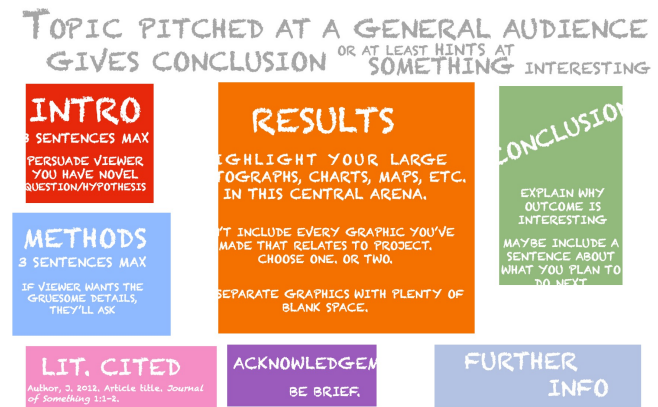 TOPIC PITCHED AT A GENERAL AUDIENCE
GIVES CONCLUSION OR AT LEAST HINTS AT SOMETHING INTERESTING
INTRO
3 SENTENCES MAX
PERSUADE VIEWER
YOU HAVE NOVEL
QUESTION/HYPOTHESIS
METHODS
3 SENTENCES MAX
IF VIEWER WANTS THE
GRUESOME DETAILS,
THEY'LL ASK
RESULTS
IGHLIGHT YOUR LARGE
TOGRAPHS, CHARTS, MAPS, ETC.
IN THIS CENTRAL ARENA.
'T INCLUDE EVERY GRAPHIC YOU'VE
MADE THAT RELATES TO PROJECT.
CHOOSE ONE. OR TWO.
SEPARATE GRAPHICS WITH PLENTY OF
BLANK SPACE.
CONCLUSION
EXPLAIN WHY
OUTCOME IS
INTERESTING
MAYBE INCLUDE A
SENTENCE ABOUT
WHAT YOU PLAN TO
DO NEXT
LIT. CITED
Author, J. 2012. Article title. Journal
of Something 1:1-2.
ACKNOWLEDGEM
BE BRIEF.
FURTHER
INFO